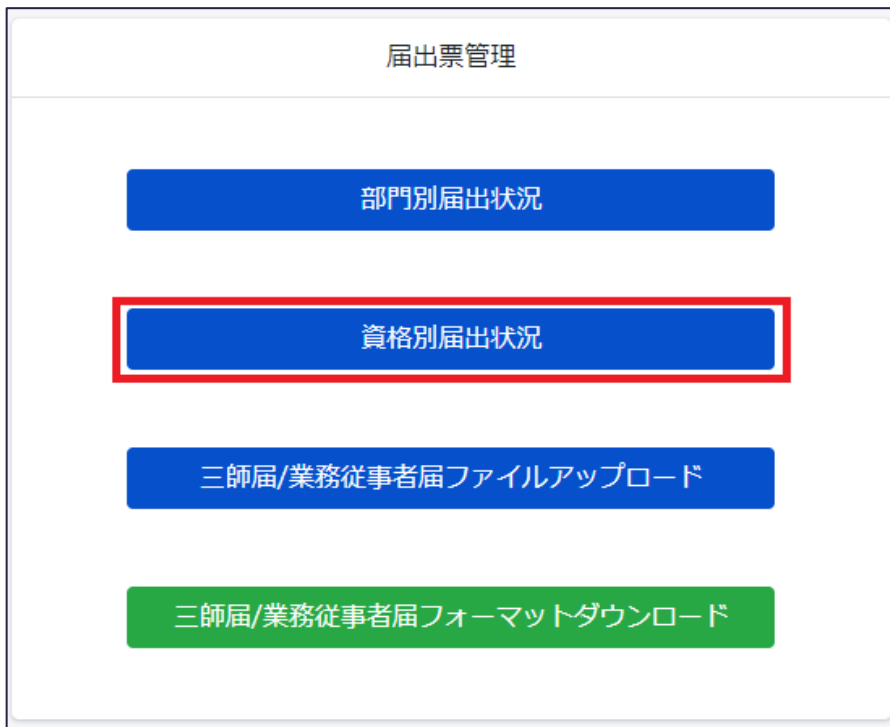 届出票管理
部門別届出状況
資格別届出状況
三師届/業務従事者届ファイルアップロード
三師届/業務従事者届フォーマットダウンロード